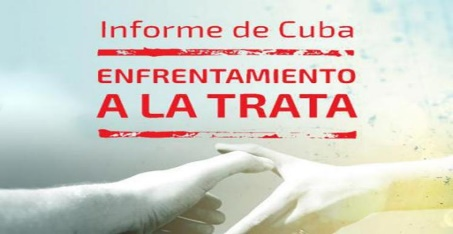 Informe de Cuba
ENFRENTAMIENTO
A LA TRATA